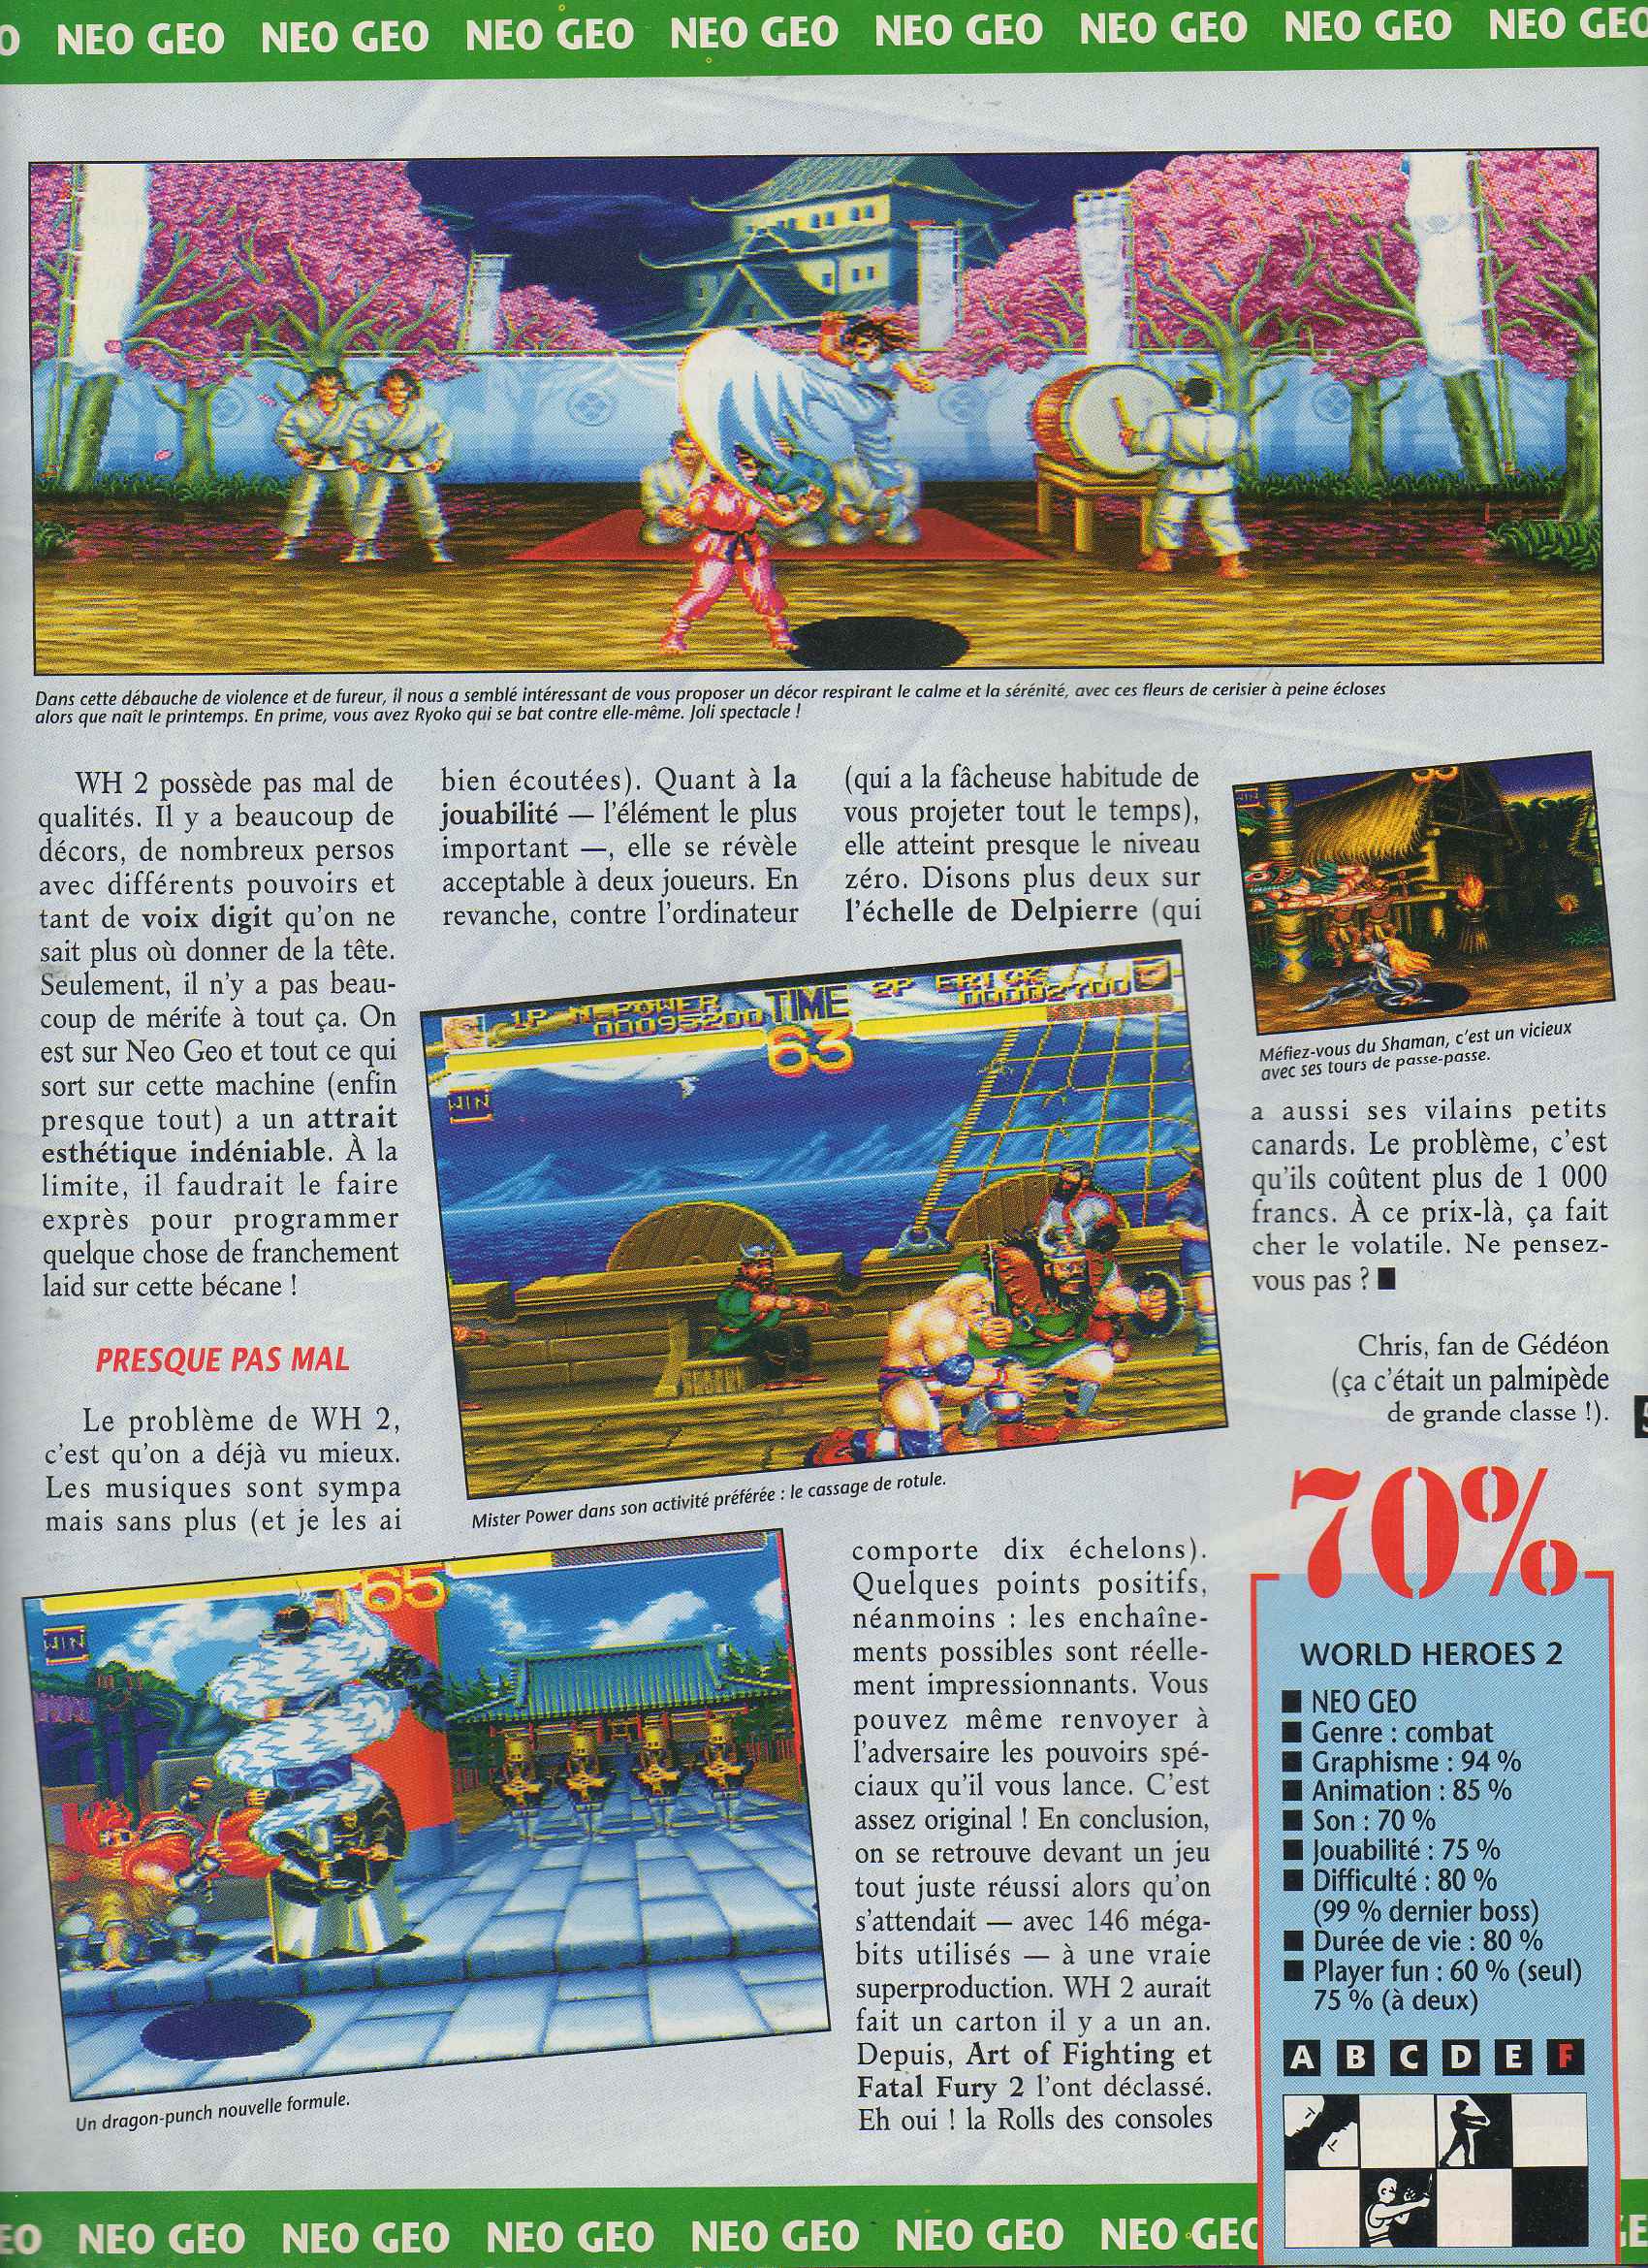 O NEO GEO NEO GEO NEO GEO NEO GEO NEO GEO NEO GEO NEO GEO NEO GEO
Dans cette débauche de violence et de fureur, il nous a semblé intéressant de vous proposer un décor respirant le calme et la sérénité, avec ces fleurs de cerisier à peine écloses
alors que naît le printemps. En prime, vous avez Ryoko qui se bat contre elle-même. Joli spectacle !
WH 2 possède pas mal de
qualités. Il y a beaucoup de
décors, de nombreux persos
avec différents pouvoirs et
tant de voix digit qu'on ne
sait plus où donner de la tête.
Seulement, il n'y a pas beau-
coup de mérite à tout ça. On
est sur Neo Geo et tout ce qui
sort sur cette machine (enfin
presque tout) a un attrait
esthétique indéniable. À la
limite, il faudrait le faire
exprès pour programmer
quelque chose de franchement
laid sur cette bécane !
PRESQUE PAS MAL
Le problème de WH 2,
c'est qu'on a déjà vu mieux.
Les musiques sont sympa
mais sans plus (et je les ai
65
WIN
Un dragon-punch nouvelle formule.
bien écoutées). Quant à la
jouabilité — l'élément le plus
important —, elle se révèle
acceptable à deux joueurs. En
revanche, contre l'ordinateur
(qui a la fâcheuse habitude de
vous projeter tout le temps),
elle atteint presque le niveau
zéro. Disons plus deux sur
l'échelle de Delpierre (qui
1P N.POWER TIME 2P ERICK
00095200 63 00002700
WIN
Mister Power dans son activité préférée : le cassage de rotule.
comporte dix échelons).
Quelques points positifs,
néanmoins : les enchaîne-
ments possibles sont réelle-
ment impressionnants. Vous
pouvez même renvoyer à
l'adversaire les pouvoirs spé-
ciaux qu'il vous lance. C'est
assez original ! En conclusion,
on se retrouve devant un jeu
tout juste réussi alors qu'on
s'attendait — avec 146 méga-
bits utilisés — à une vraie
superproduction. WH 2 aurait
fait un carton il y a un an.
Depuis, Art of Fighting et
Fatal Fury 2 l'ont déclassé.
Eh oui ! la Rolls des consoles
WIN
Méfiez-vous du Shaman, c'est un vicieux
avec ses tours de passe-passe.
a aussi ses vilains petits
canards. Le problème, c'est
qu'ils coûtent plus de 1 000
francs. À ce prix-là, ça fait
cher le volatile. Ne pensez-
vous pas ? ■
Chris, fan de Gédéon
(ça c'était un palmipède
de grande classe !).
70%
WORLD HEROES 2
■ NEO GEO
■ Genre : combat
■ Graphisme : 94 %
■ Animation : 85 %
■ Son : 70 %
■ Jouabilité : 75 %
■ Difficulté : 80 %
(99 % dernier boss)
■ Durée de vie : 80 %
■ Player fun : 60 % (seul)
75 % (à deux)
A B C D E F
EO NEO GEO NEO GEO NEO GEO NEO GEO NEO GEO NEO GEO GE